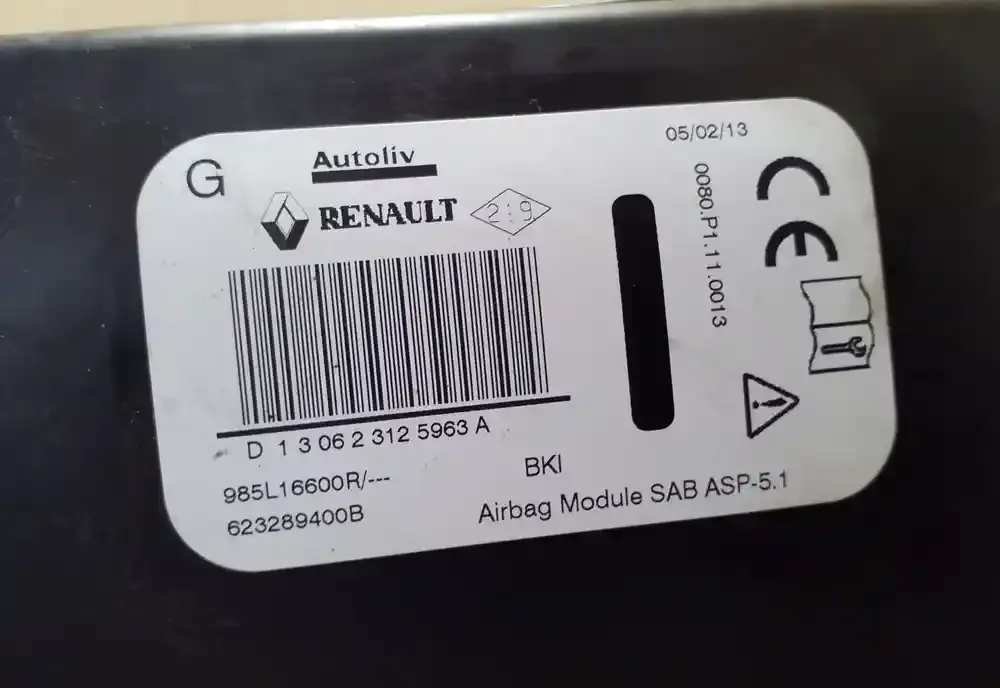 05/02/13
G
Autoliv
RENAULT
2:9
0080.P1.11.0013
CE
D 1 3 06 2 312 5963 A
985L16600R/---
623289400B
BKI
Airbag Module SAB ASP-5.1